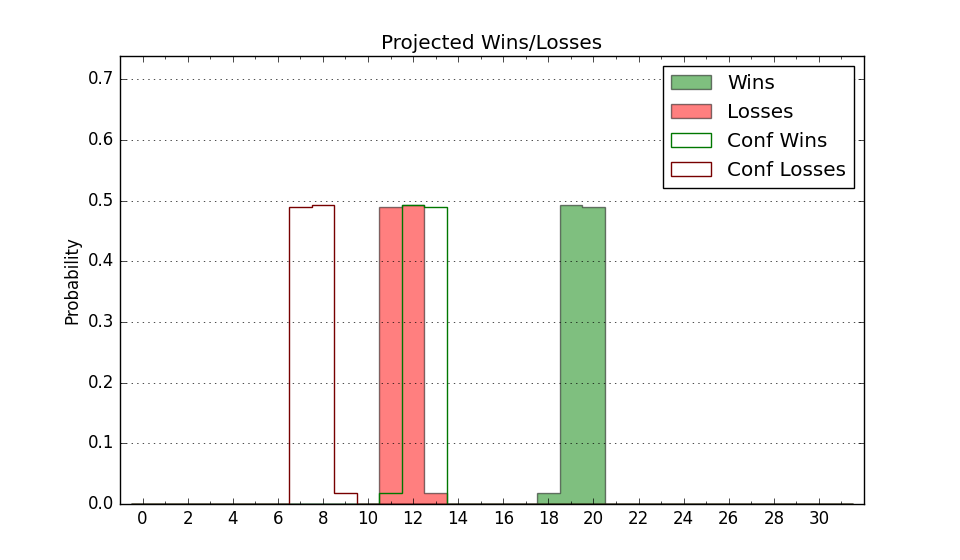 Projected Wins/Losses
Wins
Losses
Conf Wins
Conf Losses
Probability
0.7
0.6
0.5
0.4
0.3
0.2
0.1
0.0
0 2 4 6 8 10 12 14 16 18 20 22 24 26 28 30